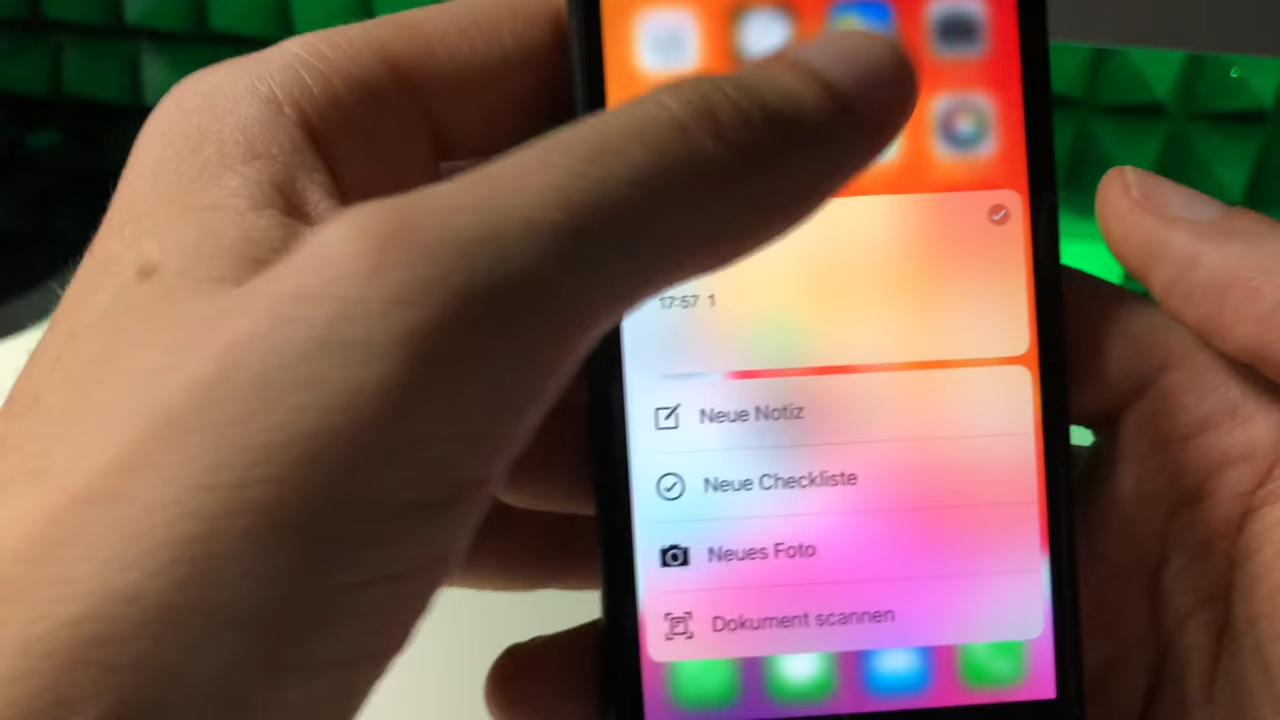 17:57 1
Neue Notiz
Neue Checkliste
Neues Foto
Dokument scannen